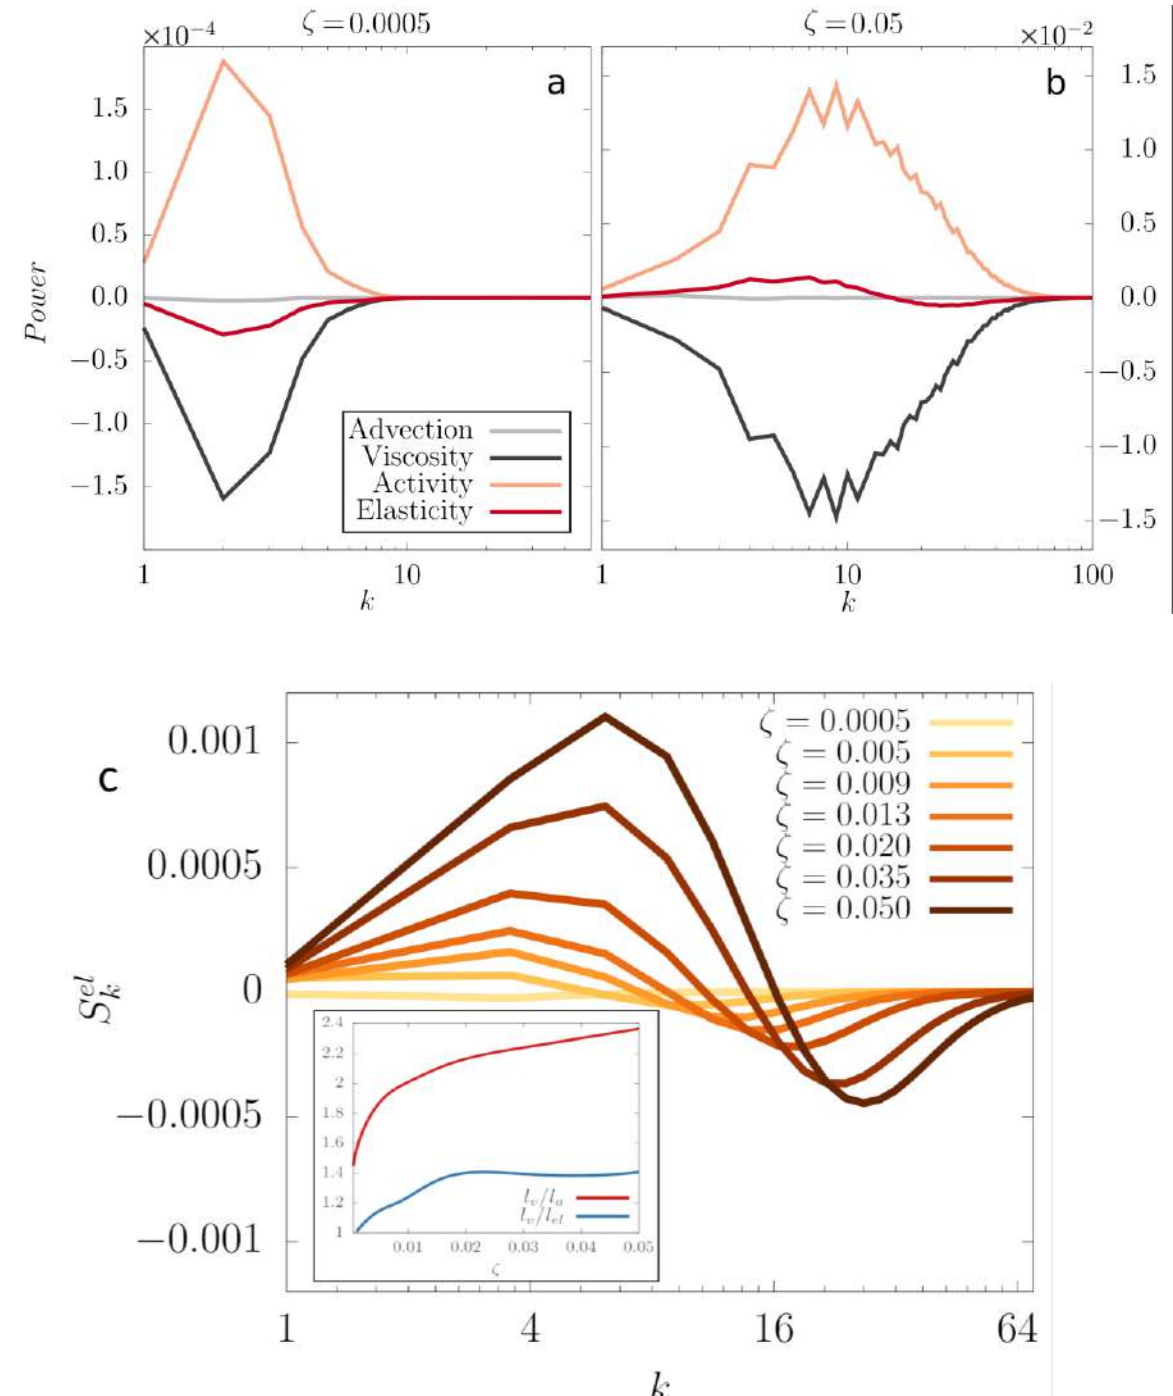 ×10⁻⁴ ζ = 0.0005
ζ = 0.05 ×10⁻²
a
b
1.5
1.0
0.5
0.0
−0.5
−1.0
−1.5
1.5
1.0
0.5
0.0
−0.5
−1.0
−1.5
Power
Advection
Viscosity
Activity
Elasticity
1 10
1 10 100
k
k
c
0.001
0.0005
0
−0.0005
−0.001
S_k^{el}
ζ = 0.0005
ζ = 0.005
ζ = 0.009
ζ = 0.013
ζ = 0.020
ζ = 0.035
ζ = 0.050
2.4
2.2
2
1.8
1.6
1.4
1.2
1
l_v/l_a
l_v/l_{el}
0.01 0.02 0.03 0.04 0.05
ζ
1 4 16 64
k